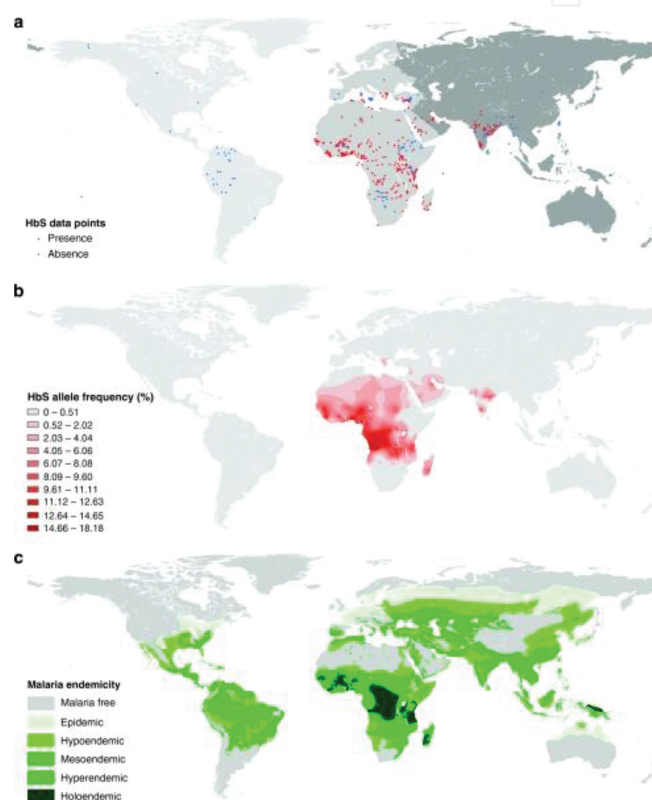 a
HbS data points
Presence
Absence
b
HbS allele frequency (%)
0 – 0.51
0.52 – 2.02
2.03 – 4.04
4.05 – 6.06
6.07 – 8.08
8.09 – 9.60
9.61 – 11.11
11.12 – 12.63
12.64 – 14.65
14.66 – 18.18
c
Malaria endemicity
Malaria free
Epidemic
Hypoendemic
Mesoendemic
Hyperendemic
Holoendemic